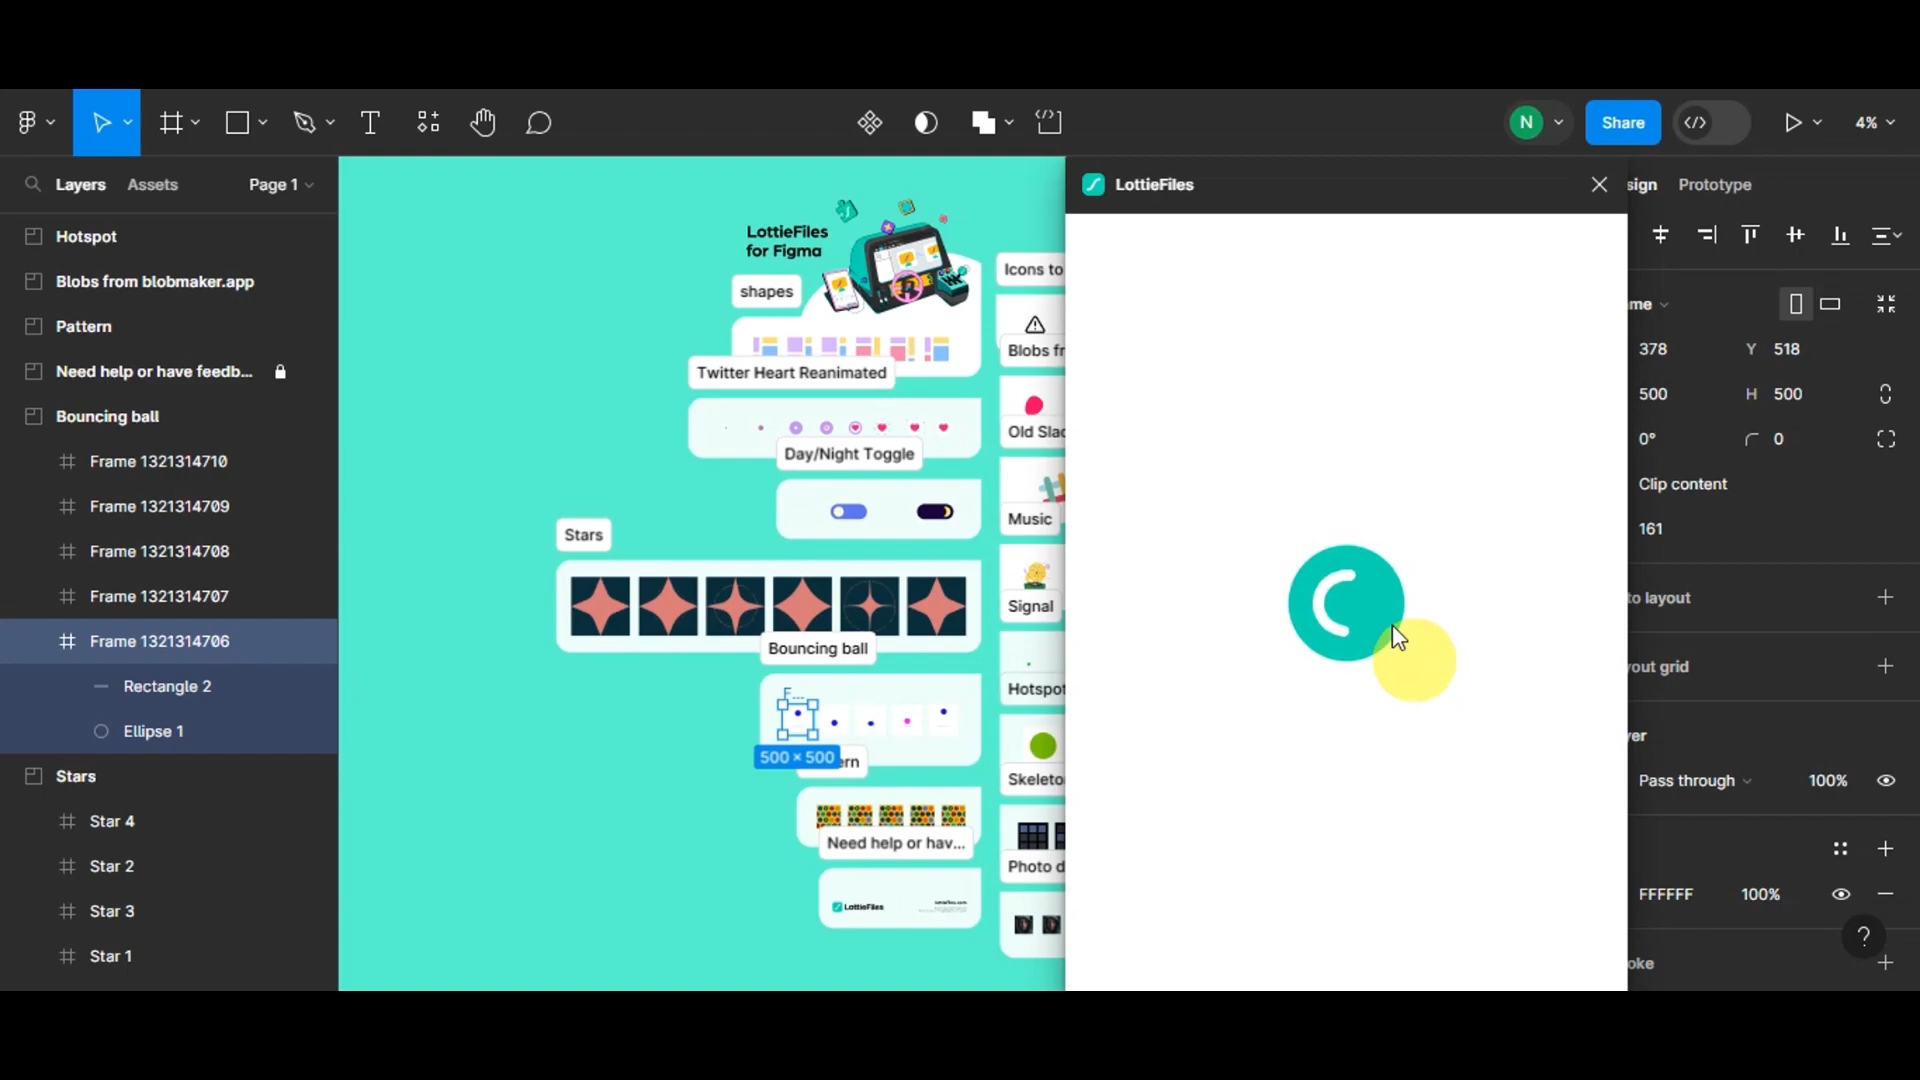 N
Share
4%
Layers
Assets
Page 1
Hotspot
Blobs from blobmaker.app
Pattern
Need help or have feedb...
Bouncing ball
Frame 1321314710
Frame 1321314709
Frame 1321314708
Frame 1321314707
Frame 1321314706
Rectangle 2
Ellipse 1
Stars
Star 4
Star 2
Star 3
Star 1
LottieFiles
for Figma
shapes
Twitter Heart Reanimated
Day/Night Toggle
Stars
Bouncing ball
F...
500 × 500
ern
Need help or hav...
LottieFiles
Icons to
Blobs fr
Old Slac
Music
Signal
Hotspot
Skeleto
Photo d
LottieFiles
sign
Prototype
me
378
Y 518
500
H 500
0°
0
Clip content
161
to layout
yout grid
yer
Pass through
100%
FFFFFF
100%
?
oke